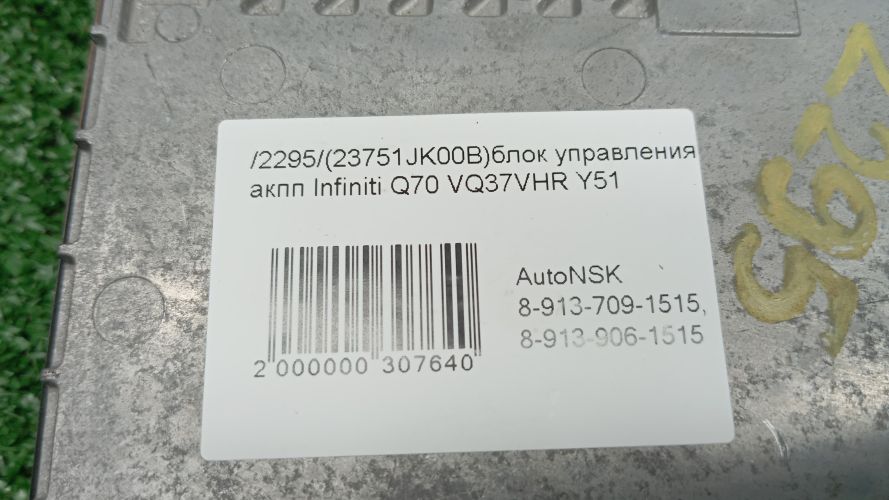 /2295/(23751JK00B)блок управления
акпп Infiniti Q70 VQ37VHR Y51
AutoNSK
8-913-709-1515,
8-913-906-1515
2 000000 307640